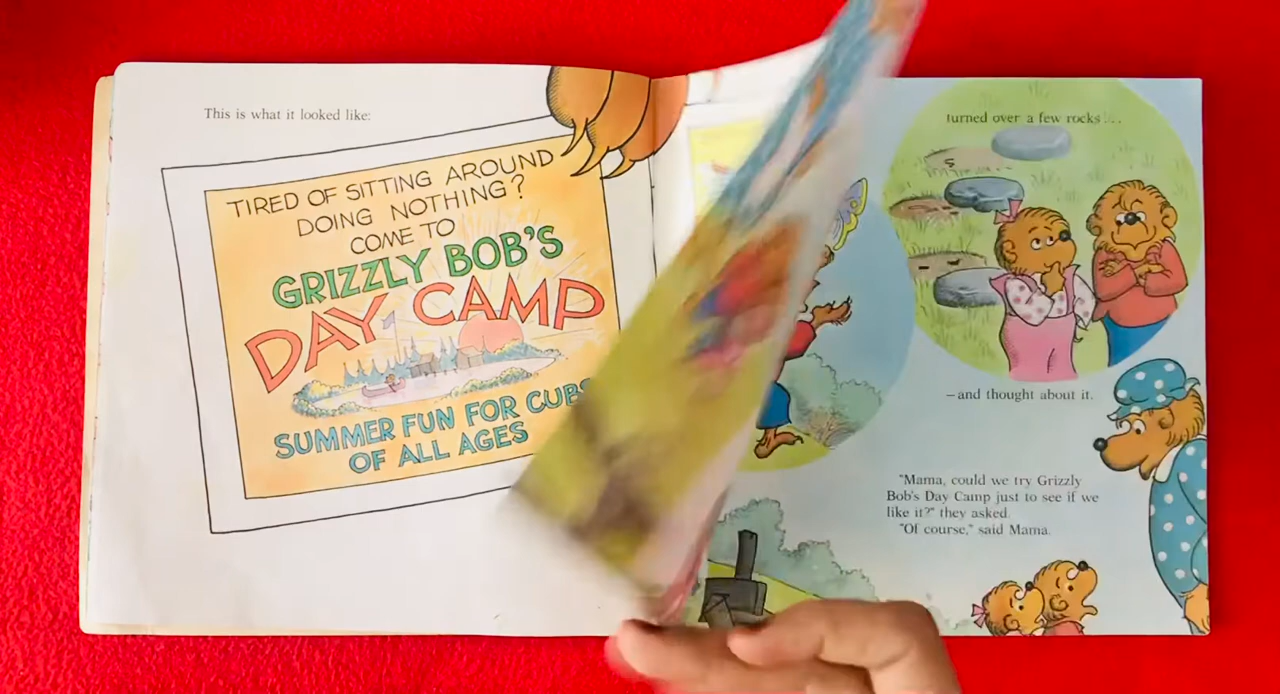 This is what it looked like:
TIRED OF SITTING AROUND
DOING NOTHING?
COME TO
GRIZZLY BOB'S
DAY CAMP
SUMMER FUN FOR CUBS
OF ALL AGES
turned over a few rocks . . .
—and thought about it.
"Mama, could we try Grizzly
Bob's Day Camp just to see if we
like it?" they asked.
"Of course," said Mama.